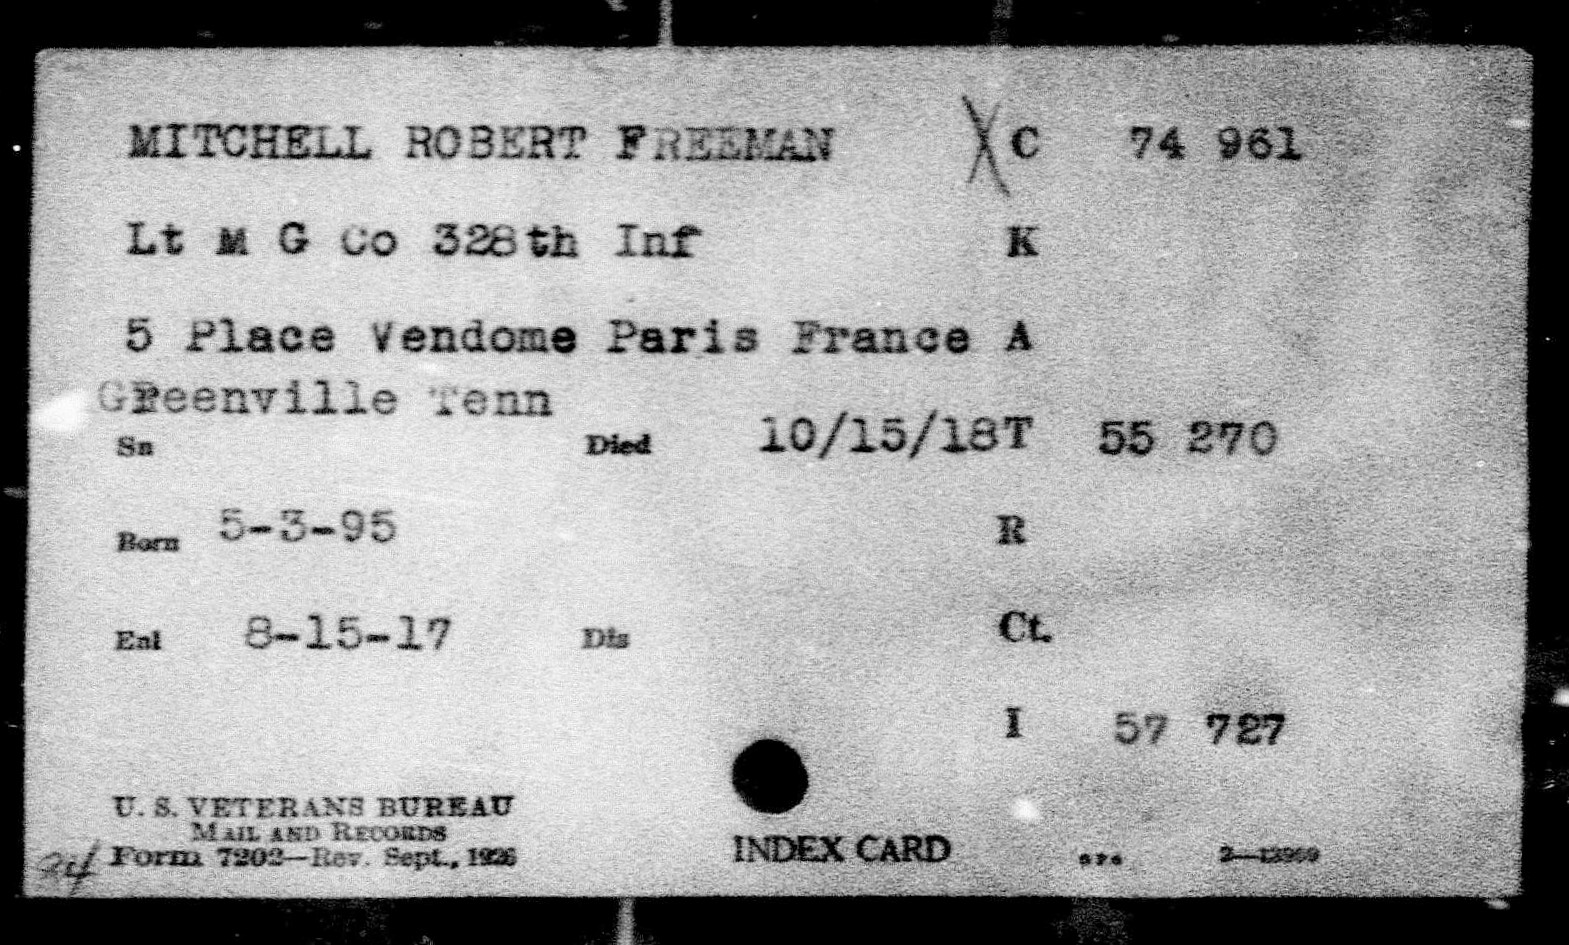 MITCHELL ROBERT FREEMAN X C 74 961
Lt M G Co 328th Inf K
5 Place Vendome Paris France A
Greenville Tenn
Sn Died 10/15/18 T 55 270
Born 5-3-95 R
Enl 8-15-17 Dis Ct.
I 57 727
U. S. VETERANS BUREAU
MAIL AND RECORDS
Form 7202—Rev. Sept., 1926
INDEX CARD